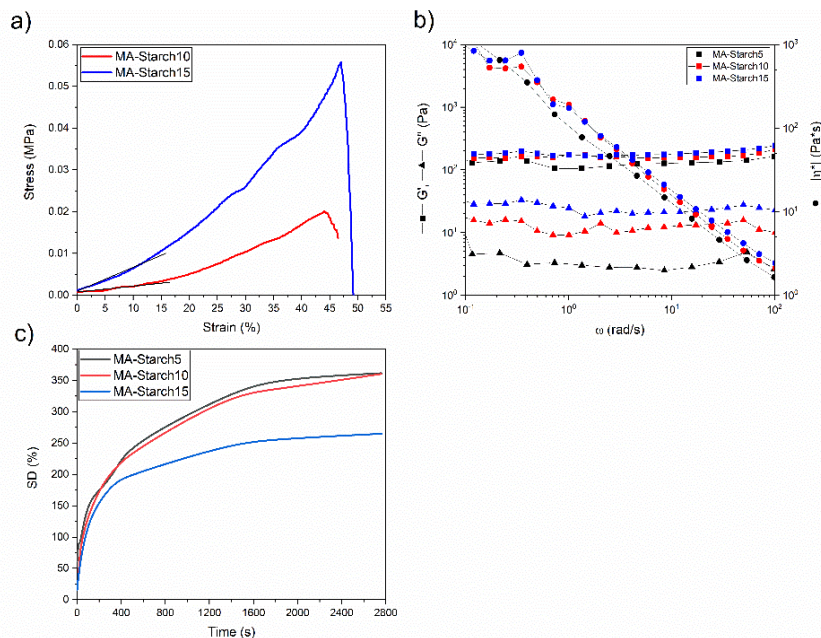 a)
MA-Starch10
MA-Starch15
0.06
0.05
0.04
0.03
0.02
0.01
0.00
0 5 10 15 20 25 30 35 40 45 50 55
Stress (MPa)
Strain (%)
b)
MA-Starch5
MA-Starch10
MA-Starch15
10⁴
10³
10²
10¹
10⁰
10⁻¹ 10⁰ 10¹ 10²
10³
10²
10¹
10⁰
G', G'' (Pa)
|η*| (Pa*s)
ω (rad/s)
c)
MA-Starch5
MA-Starch10
MA-Starch15
400
350
300
250
200
150
100
50
0
0 400 800 1200 1600 2000 2400 2800
SD (%)
Time (s)